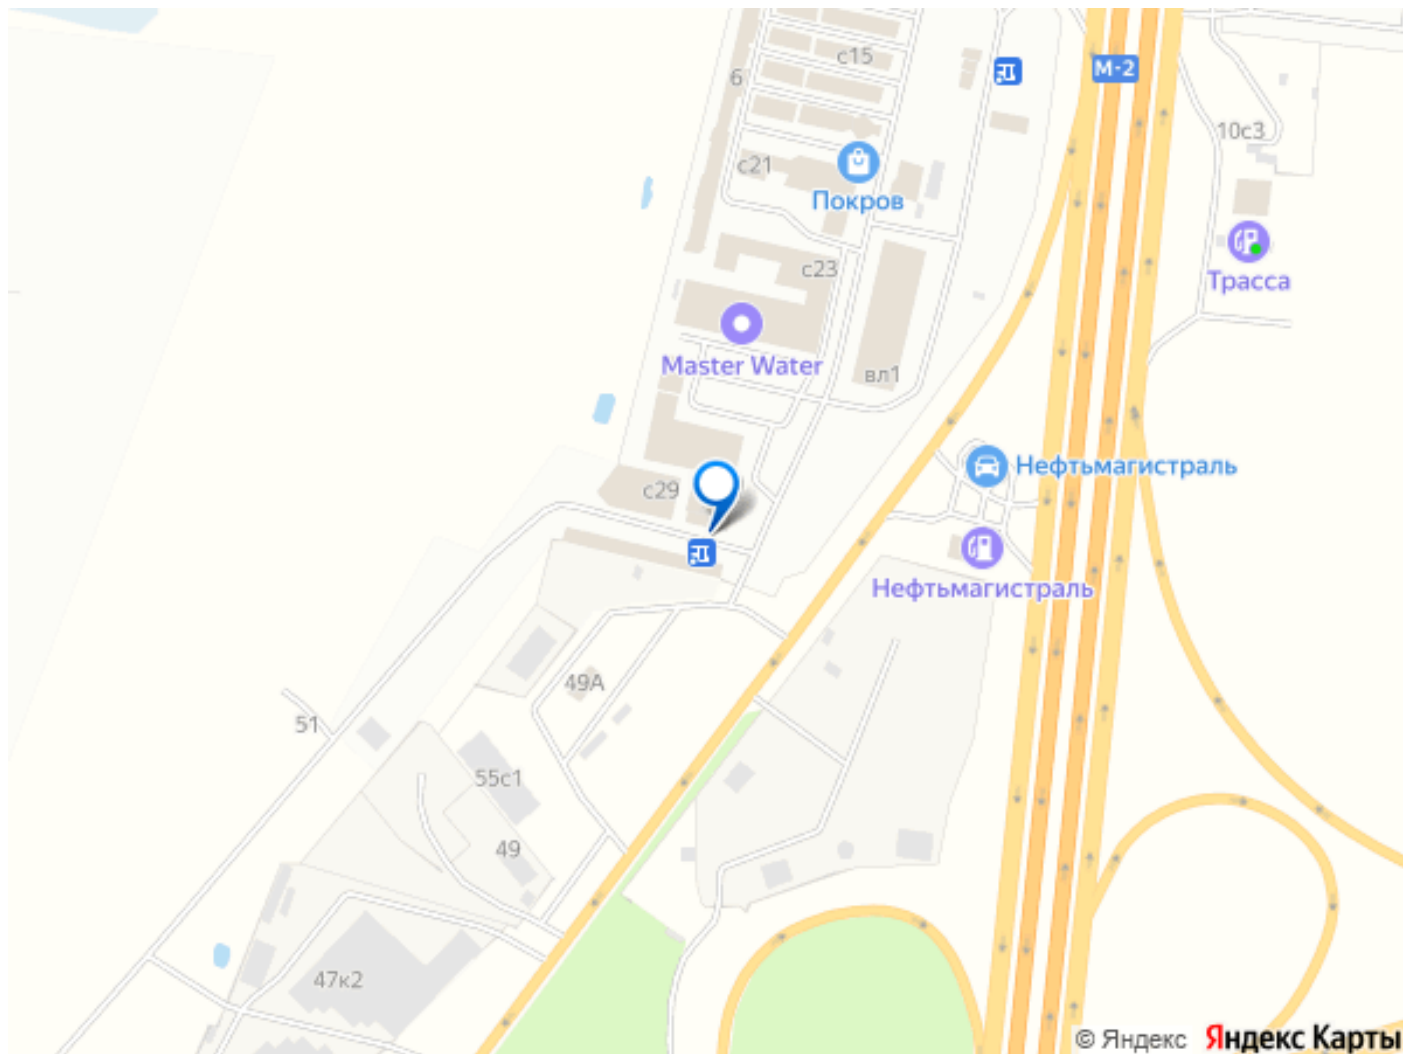 с15
М-2
6
10с3
с21
Покров
с23
Трасса
Master Water
вл1
Нефтьмагистраль
с29
Нефтьмагистраль
49А
51
55с1
49
47к2
© Яндекс Яндекс Карты